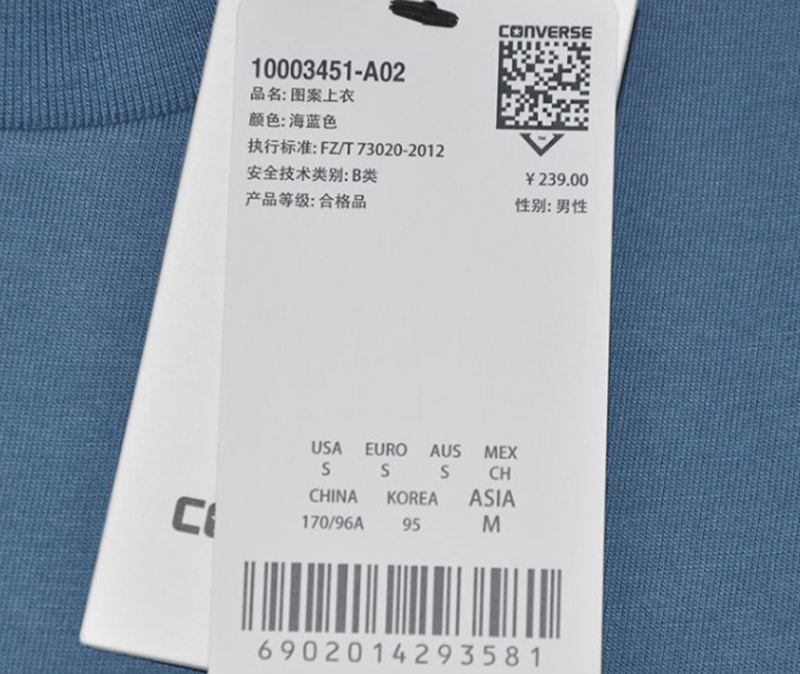 CONVERSE
10003451-A02
品名: 图案上衣
颜色: 海蓝色
执行标准: FZ/T 73020-2012
安全技术类别: B类
产品等级: 合格品
¥ 239.00
性别: 男性
USA EURO AUS MEX
S S S CH
CHINA KOREA ASIA
170/96A 95 M
6902014293581